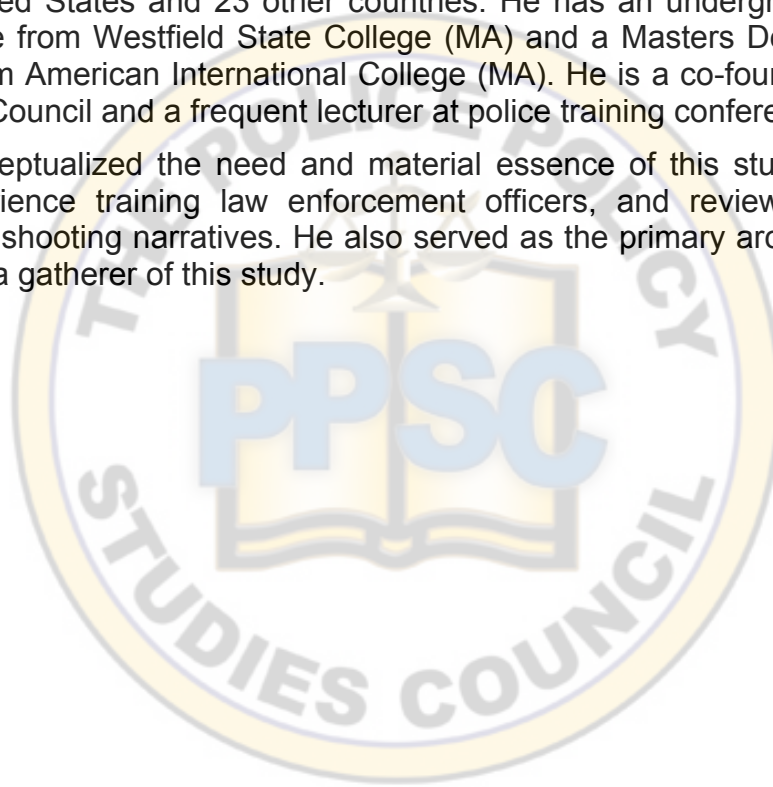 ed States and 23 other countries. He has an undergr
e from Westfield State College (MA) and a Masters De
m American International College (MA). He is a co-foun
Council and a frequent lecturer at police training confere
eptualized the need and material essence of this stu
ience training law enforcement officers, and review
shooting narratives. He also served as the primary arc
a gatherer of this study.
THE POLICE POLICY
PPSC
STUDIES COUNCIL